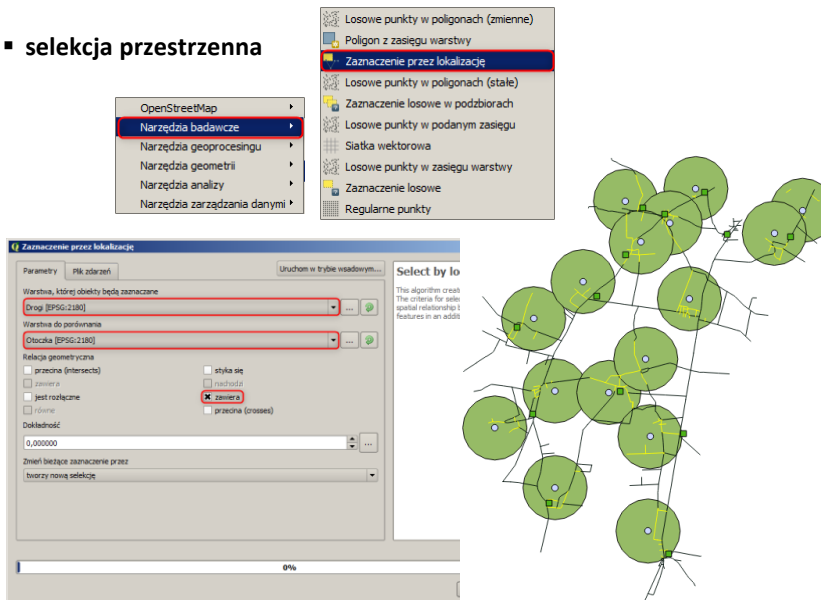 ▪ selekcja przestrzenna
Losowe punkty w poligonach (zmienne)
Poligon z zasięgu warstwy
Zaznaczenie przez lokalizację
Losowe punkty w poligonach (stałe)
Zaznaczenie losowe w podzbiorach
Losowe punkty w podanym zasięgu
Siatka wektorowa
Losowe punkty w zasięgu warstwy
Zaznaczenie losowe
Regularne punkty
OpenStreetMap
Narzędzia badawcze
Narzędzia geoprocesingu
Narzędzia geometrii
Narzędzia analizy
Narzędzia zarządzania danymi
Zaznaczenie przez lokalizację
Parametry Plik zdarzeń Uruchom w trybie wsadowym...
Warstwa, której obiekty będą zaznaczane
Drogi [EPSG:2180] ...
Warstwa do porównania
Otoczka [EPSG:2180] ...
Relacja geometryczna
przecina (intersects) styka się
zawiera nachodzi
jest rozłączne zawiera
równe przecina (crosses)
Dokładność
0,000000 ...
Zmień bieżące zaznaczenie przez
tworzy nową selekcję
0%
Select by lo
This algorithm creat
The criteria for sele
spatial relationship b
features in an addit